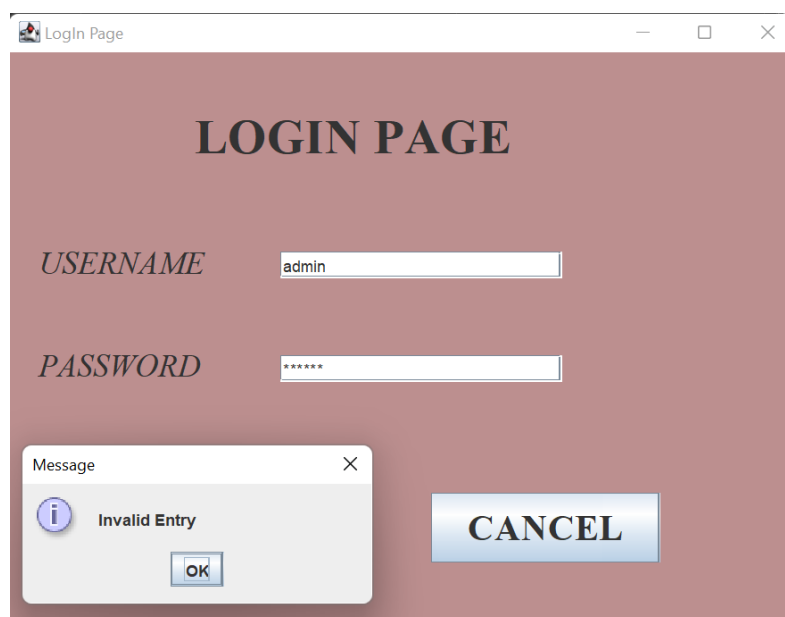 LogIn Page
LOGIN PAGE
USERNAME
admin
PASSWORD
******
Message
Invalid Entry
OK
CANCEL